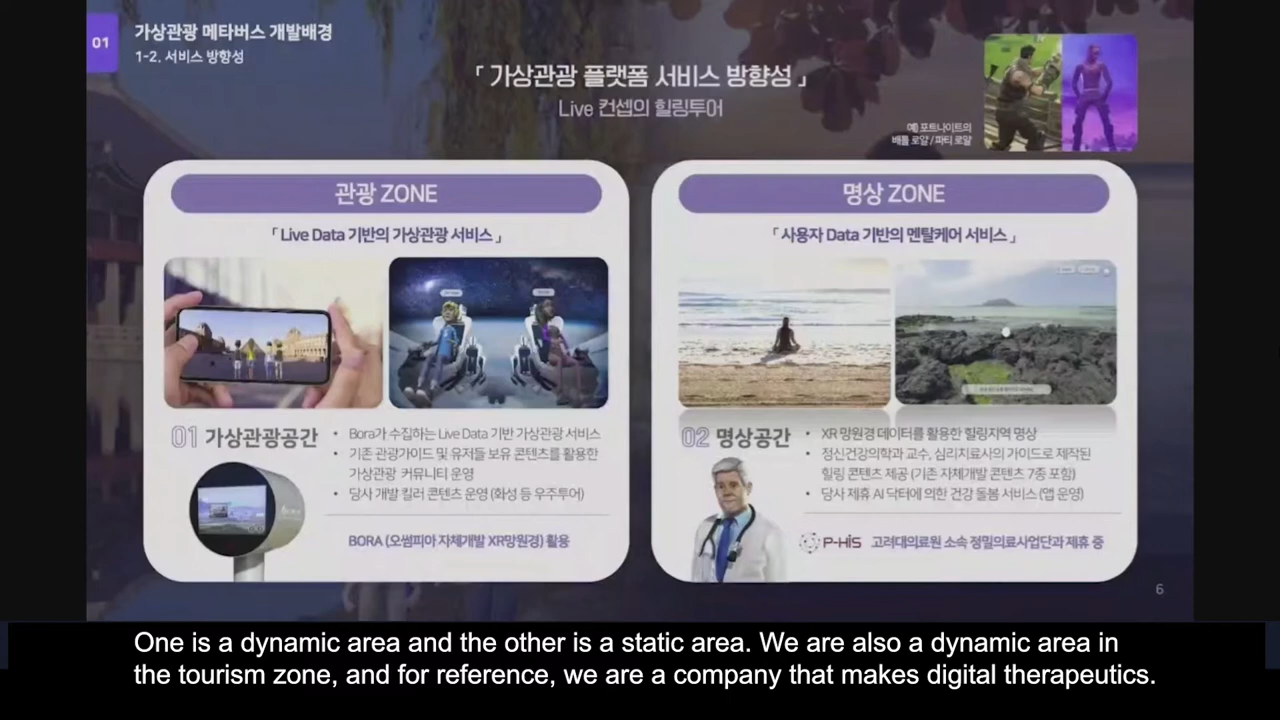 01
가상관광 메타버스 개발배경
1-2. 서비스 방향성
「 가상관광 플랫폼 서비스 방향성 」
Live 컨셉의 힐링투어
예) 포트나이트의
배틀 로얄 / 파티 로얄
관광 ZONE
「 Live Data 기반의 가상관광 서비스 」
01 가상관광공간
• Bora가 수집하는 Live Data 기반 가상관광 서비스
• 기존 관광가이드 및 유저들 보유 콘텐츠를 활용한
가상관광 커뮤니티 운영
• 당사 개발 킬러 콘텐츠 운영 (화성 등 우주투어)
BORA (오썸피아 자체개발 XR망원경) 활용
명상 ZONE
「 사용자 Data 기반의 멘탈케어 서비스 」
02 명상공간
• XR 망원경 데이터를 활용한 힐링지역 명상
• 정신건강의학과 교수, 심리치료사의 가이드로 제작된
힐링 콘텐츠 제공 (기존 자체개발 콘텐츠 7종 포함)
• 당사 제휴 AI 닥터에 의한 건강 돌봄 서비스 (앱 운영)
P-HiS 고려대의료원 소속 정밀의료사업단과 제휴 중
6
One is a dynamic area and the other is a static area. We are also a dynamic area in
the tourism zone, and for reference, we are a company that makes digital therapeutics.